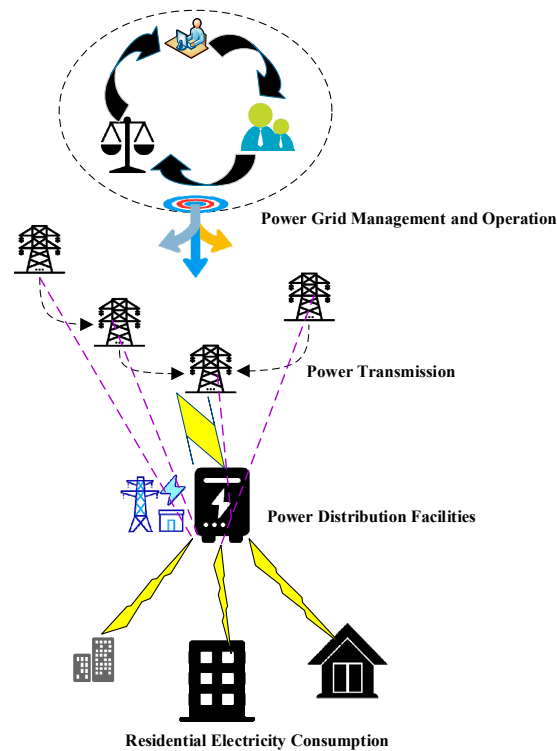 Power Grid Management and Operation
Power Transmission
Power Distribution Facilities
Residential Electricity Consumption